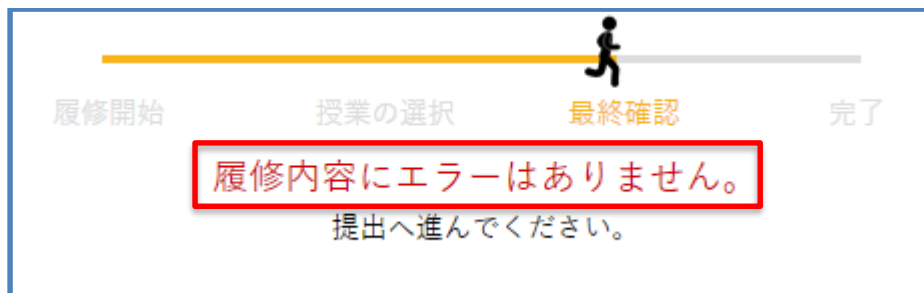 履修開始 授業の選択 最終確認 完了
履修内容にエラーはありません。
提出へ進んでください。